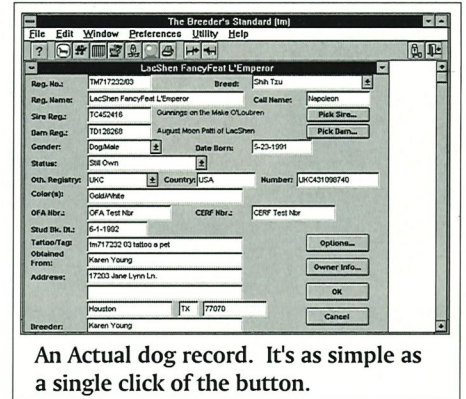 The Breeder's Standard [tm]
File Edit Window Preferences Utility Help
?
LacShen FancyFeat L'Emperor
Reg. No.: TM717232/03 Breed: Shih Tzu
Reg. Name: LacShen FancyFeat L'Emperor Call Name: Napoleon
Sire Reg.: TC452416 Gunnings on the Make O'Loubren Pick Sire...
Dam Reg.: TD128268 August Moon Patti of LacShen Pick Dam...
Gender: Dog/Male Date Born: 5-23-1991
Status: Still Own
Oth. Registry: UKC Country: USA Number: UKC431098740
Color(s): Gold/White
OFA Nbr.: OFA Test Nbr CERF Nbr.: CERF Test Nbr
Stud Bk. Dt.: 6-1-1992
Tattoo/Tag: tm717232 03 tattoo a pet Options...
Obtained
From: Karen Young Owner Info...
Address: 17203 Jane Lynn Ln.
OK
Houston TX 77070 Cancel
Breeder: Karen Young
An Actual dog record. It's as simple as
a single click of the button.